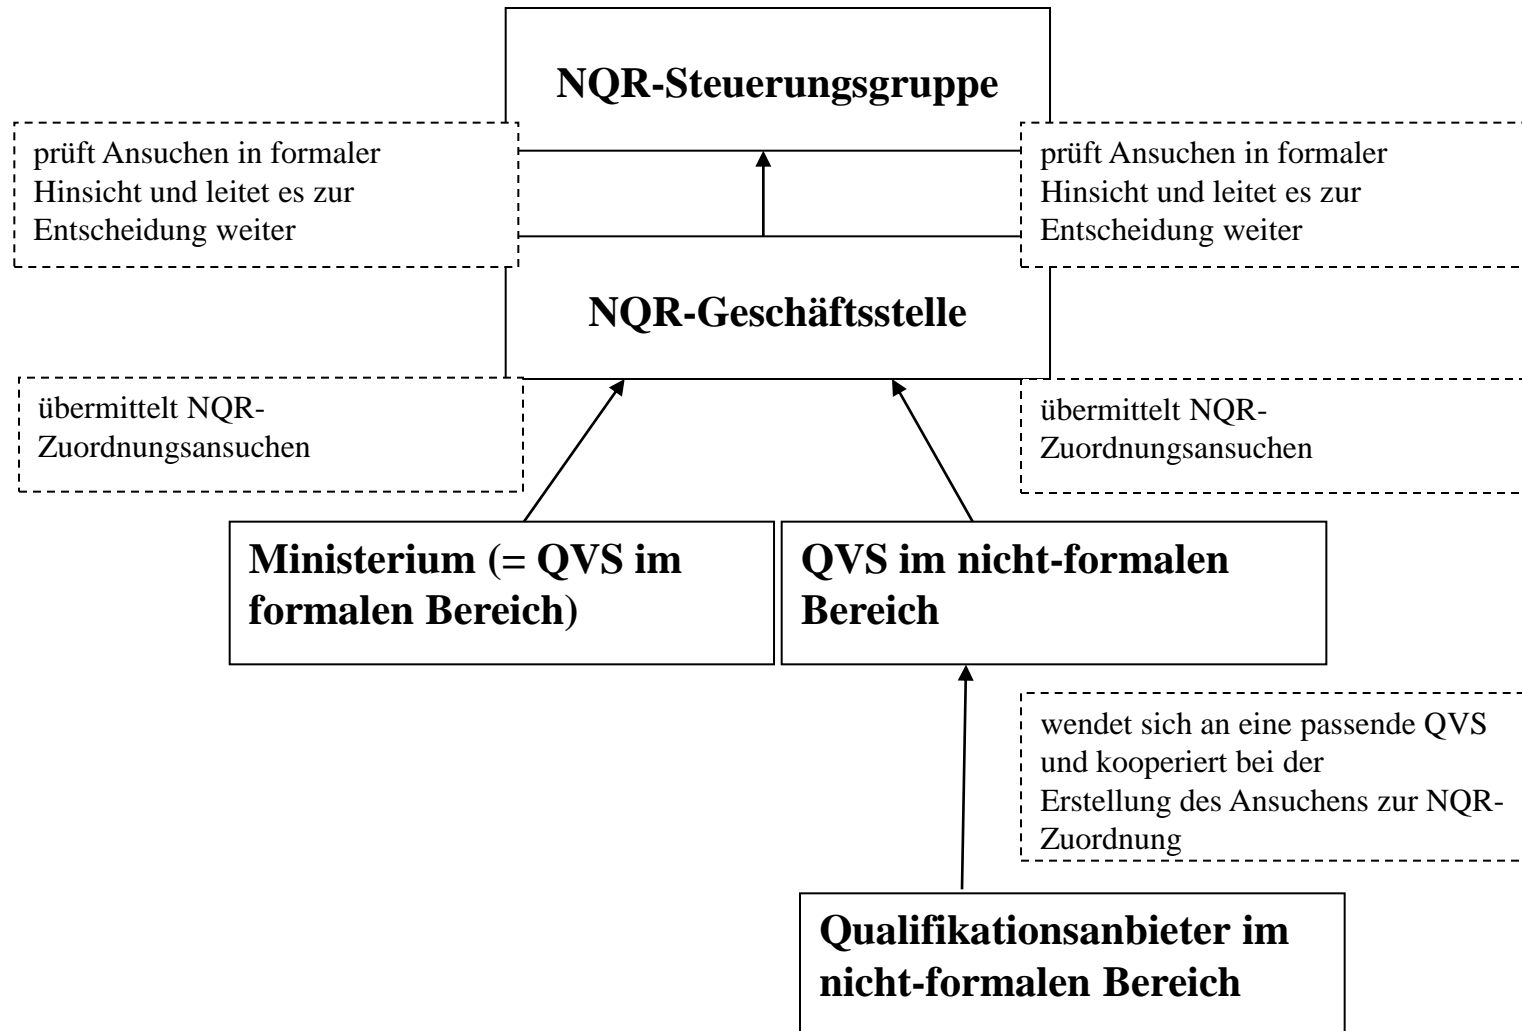 NQR-Steuerungsgruppe
prüft Ansuchen in formaler
Hinsicht und leitet es zur
Entscheidung weiter
prüft Ansuchen in formaler
Hinsicht und leitet es zur
Entscheidung weiter
NQR-Geschäftsstelle
übermittelt NQR-
Zuordnungsansuchen
übermittelt NQR-
Zuordnungsansuchen
Ministerium (= QVS im
formalen Bereich)
QVS im nicht-formalen
Bereich
wendet sich an eine passende QVS
und kooperiert bei der
Erstellung des Ansuchens zur NQR-
Zuordnung
Qualifikationsanbieter im
nicht-formalen Bereich